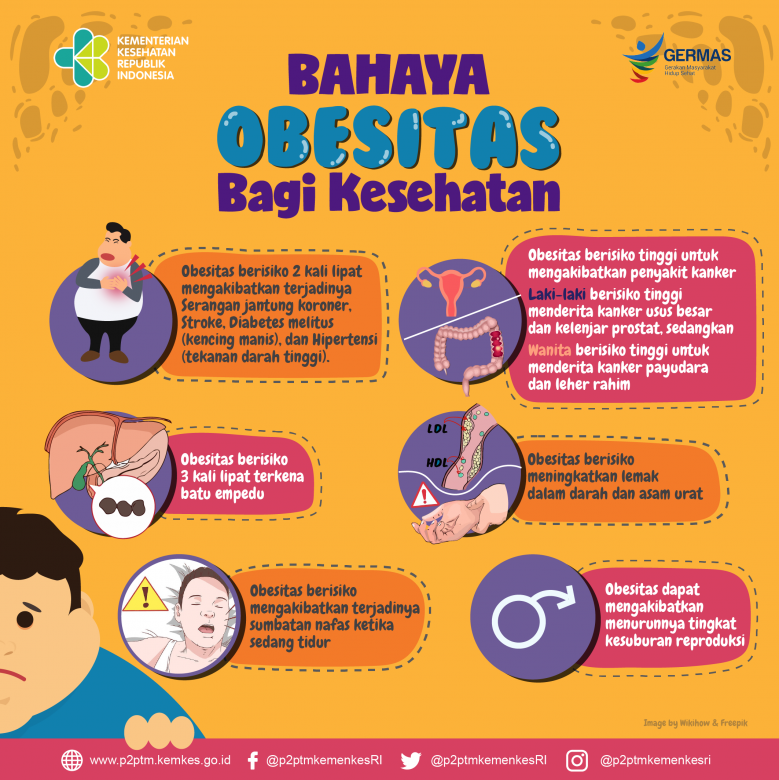 KEMENTERIAN
KESEHATAN
REPUBLIK
INDONESIA
GERMAS
Gerakan Masyarakat
Hidup Sehat
BAHAYA
OBESITAS
Bagi Kesehatan
Obesitas berisiko 2 kali lipat
mengakibatkan terjadinya
Serangan jantung koroner,
Stroke, Diabetes melitus
(kencing manis), dan Hipertensi
(tekanan darah tinggi).
Obesitas berisiko tinggi untuk
mengakibatkan penyakit kanker
Laki-laki berisiko tinggi
menderita kanker usus besar
dan kelenjar prostat, sedangkan
Wanita berisiko tinggi untuk
menderita kanker payudara
dan leher rahim
Obesitas berisiko
3 kali lipat terkena
batu empedu
LDL
HDL
Obesitas berisiko
meningkatkan lemak
dalam darah dan asam urat
Obesitas berisiko
mengakibatkan terjadinya
sumbatan nafas ketika
sedang tidur
Obesitas dapat
mengakibatkan
menurunnya tingkat
kesuburan reproduksi
Image by Wikihow & Freepik
www.p2ptm.kemkes.go.id
@p2ptmkemenkesRI
@p2ptmkemenkesRI
@p2ptmkemenkesri